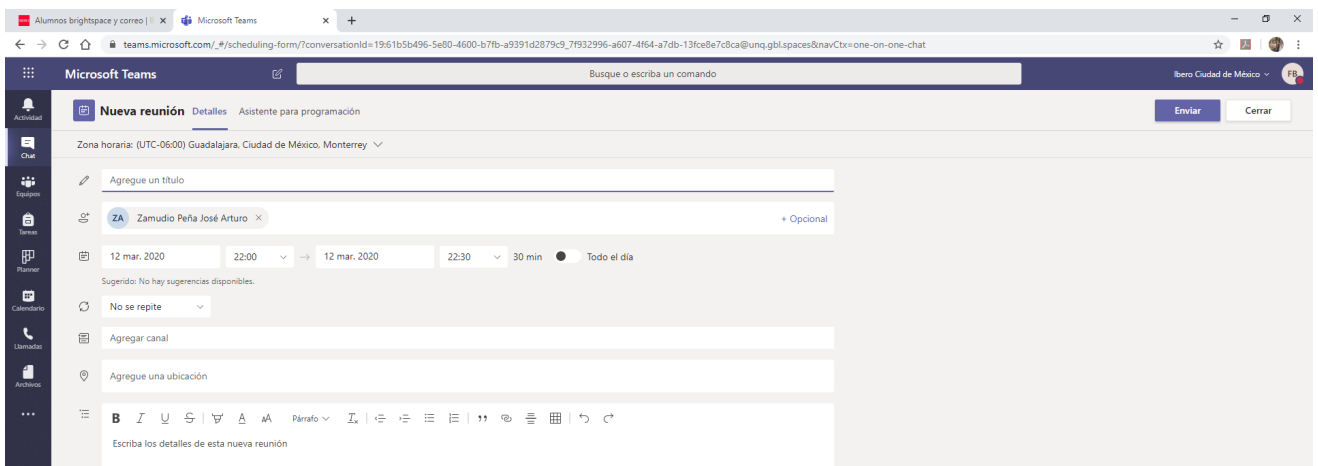 Alumnos brightspace y correo | Microsoft Teams
teams.microsoft.com/_#/scheduling-form/?conversationId=19:61b5b496-5e80-4600-b7fb-a9391d2879c9_7f932996-a607-4f64-a7db-13fce8e7c8ca@unq.gbl.spaces&navCtx=one-on-one-chat
Microsoft Teams Busque o escriba un comando Ibero Ciudad de México FB
Actividad
Nueva reunión Detalles Asistente para programación Enviar Cerrar
Chat
Zona horaria: (UTC-06:00) Guadalajara, Ciudad de México, Monterrey
Equipos
Agregue un título
Tareas
ZA Zamudio Peña José Arturo × + Opcional
Planner
12 mar. 2020 22:00 → 12 mar. 2020 22:30 30 min Todo el día
Sugerido: No hay sugerencias disponibles.
Calendario
No se repite
Llamadas
Agregar canal
Archivos
Agregue una ubicación
B I U S A AA Párrafo Ix
Escriba los detalles de esta nueva reunión